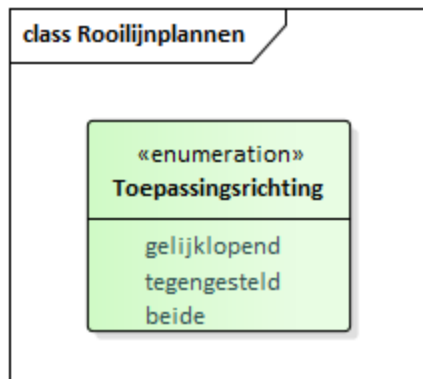 class Rooilijnplannen
«enumeration»
Toepassingsrichting
gelijklopend
tegengesteld
beide